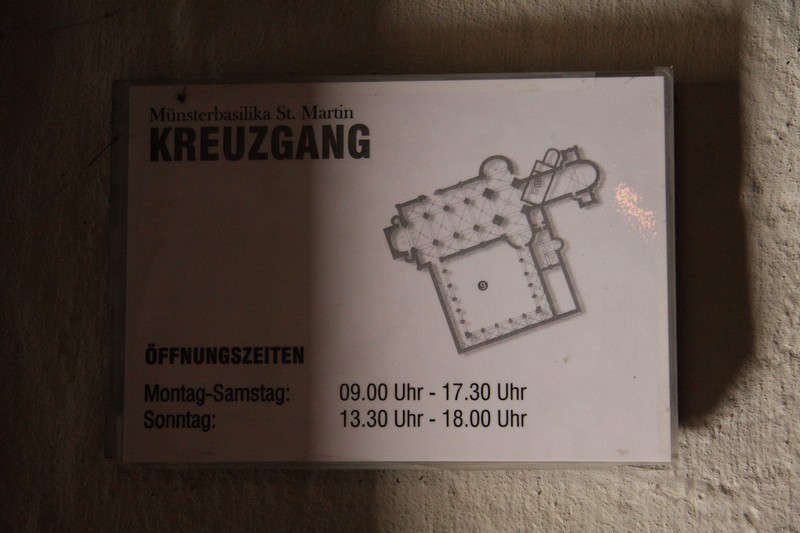 Münsterbasilika St. Martin
KREUZGANG
9
ÖFFNUNGSZEITEN
Montag-Samstag: 09.00 Uhr - 17.30 Uhr
Sonntag: 13.30 Uhr - 18.00 Uhr